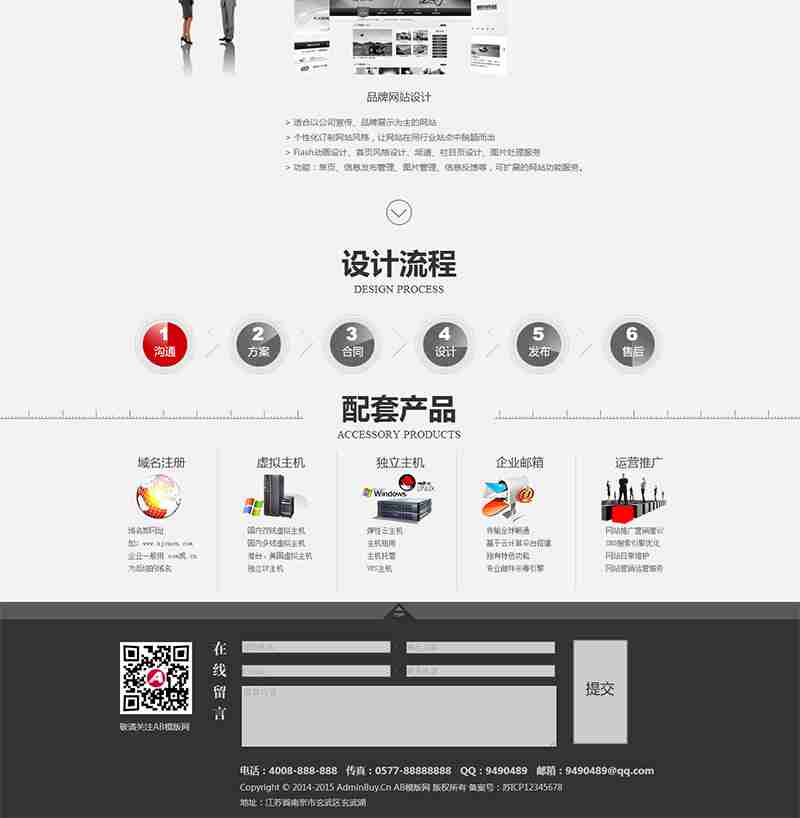 品牌网站设计
> 适合以公司宣传、品牌展示为主的网站
> 个性化订制网站风格，让网站在同行业站点中脱颖而出
> Flash动画设计、首页风格设计、频道、栏目页设计、图片处理服务
> 功能：单页、信息发布管理、图片管理、信息反馈等，可扩展的网站功能服务。
设计流程
DESIGN PROCESS
1 2 3 4 5 6
沟通 方案 合同 设计 发布 售后
配套产品
ACCESSORY PRODUCTS
域名注册 虚拟主机 独立主机 企业邮箱 运营推广
Windows LINUX
域名即网址 国内双线虚拟主机 弹性云主机 传输全球畅通 网站推广营销建议
国内多线虚拟主机 主机租用 基于云计算平台搭建 SEO搜索引擎优化
企业一般用 com或.cn 港台、美国虚拟主机 主机托管 独有特色功能 网站日常维护
为后缀的域名 独立IP主机 VPS主机 专业邮件杀毒引擎 网站营销运营服务
在线留言
提交
敬请关注AB模版网
电话：4008-888-888 传真：0577-88888888 QQ：9490489 邮箱：9490489@qq.com
Copyright © 2014-2015 AdminBuy.Cn AB模版网 版权所有 备案号：苏ICP12345678
地址：江苏省南京市玄武区玄武湖